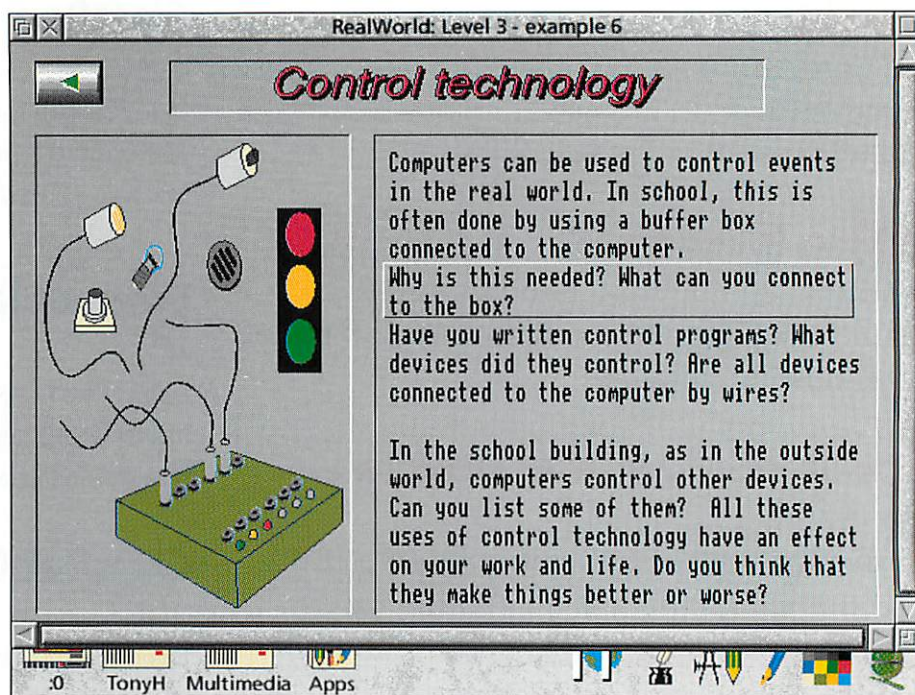 RealWorld: Level 3 - example 6
Control technology
Computers can be used to control events
in the real world. In school, this is
often done by using a buffer box
connected to the computer.
Why is this needed? What can you connect
to the box?
Have you written control programs? What
devices did they control? Are all devices
connected to the computer by wires?
In the school building, as in the outside
world, computers control other devices.
Can you list some of them? All these
uses of control technology have an effect
on your work and life. Do you think that
they make things better or worse?
:0 TonyH Multimedia Apps